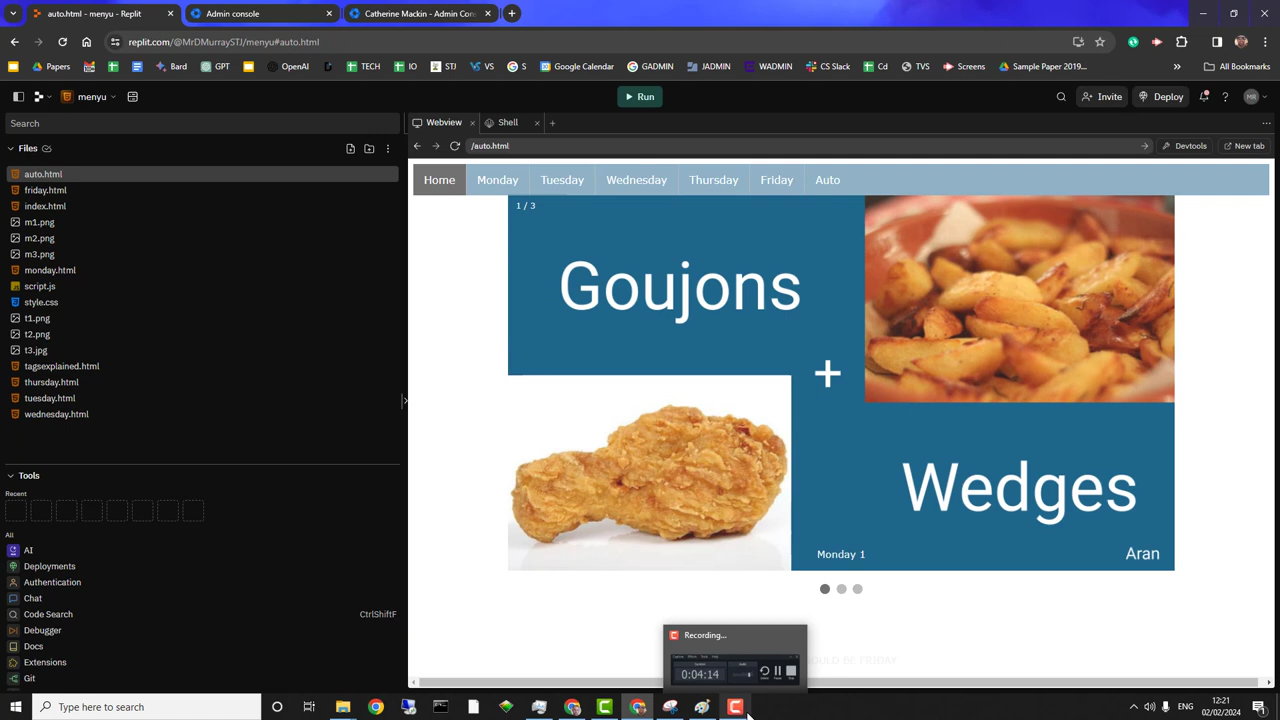 auto.html - menyu - Replit
Admin console
Catherine Mackin - Admin Con
replit.com/@MrDMurraySTJ/menyu#auto.html
Papers
Bard
GPT
OpenAI
TECH
IO
STJ
VS
S
Google Calendar
GADMIN
JADMIN
WADMIN
CS Slack
Cd
TVS
Screens
Sample Paper 2019...
All Bookmarks
menyu
Run
Invite
Deploy
MR
Search
Webview
Shell
Files
/auto.html
Devtools
New tab
auto.html
friday.html
index.html
m1.png
m2.png
m3.png
monday.html
script.js
style.css
t1.png
t2.png
t3.jpg
tagsexplained.html
thursday.html
tuesday.html
wednesday.html
Home
Monday
Tuesday
Wednesday
Thursday
Friday
Auto
1 / 3
Goujons
+
Wedges
Monday 1
Aran
Tools
Recent
All
AI
Deployments
Authentication
Chat
Code Search
CtrlShiftF
Debugger
Docs
Extensions
Git
Recording...
0:04:14
OULD BE FRIDAY
Type here to search
ENG
12:21
02/02/2024